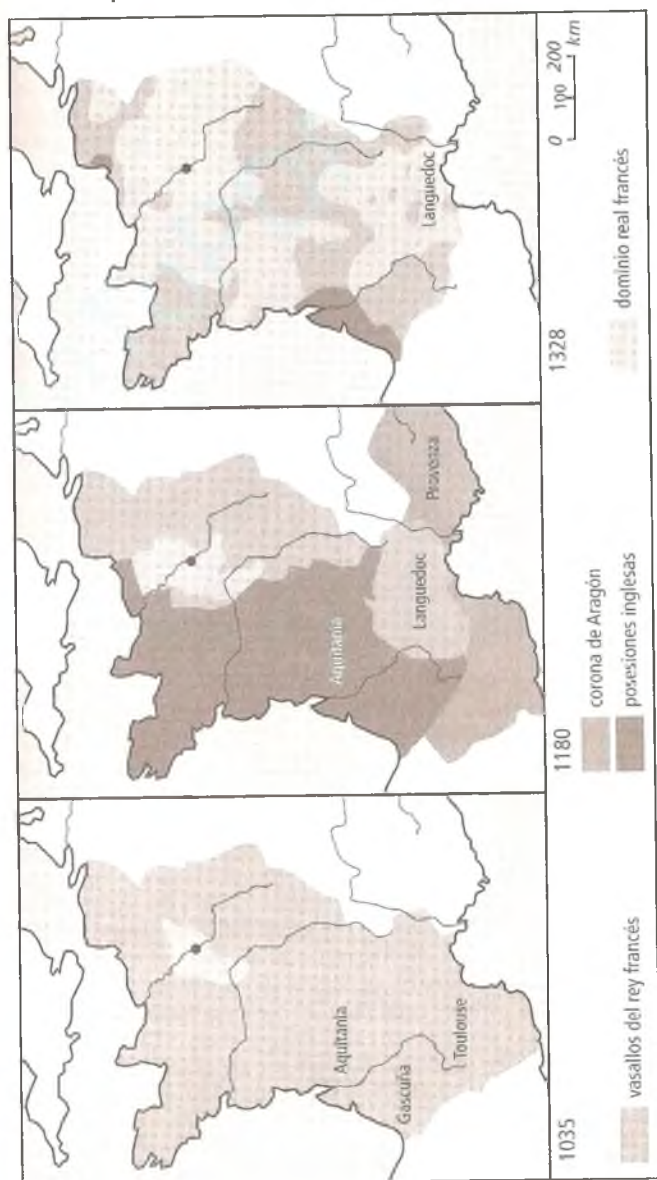 Aquitania
Gascuña
Toulouse
1035
Aquitania
Languedoc
Provenza
1180
Languedoc
0 100 200
km
1328
vasallos del rey francés
corona de Aragón
posesiones inglesas
dominio real francés